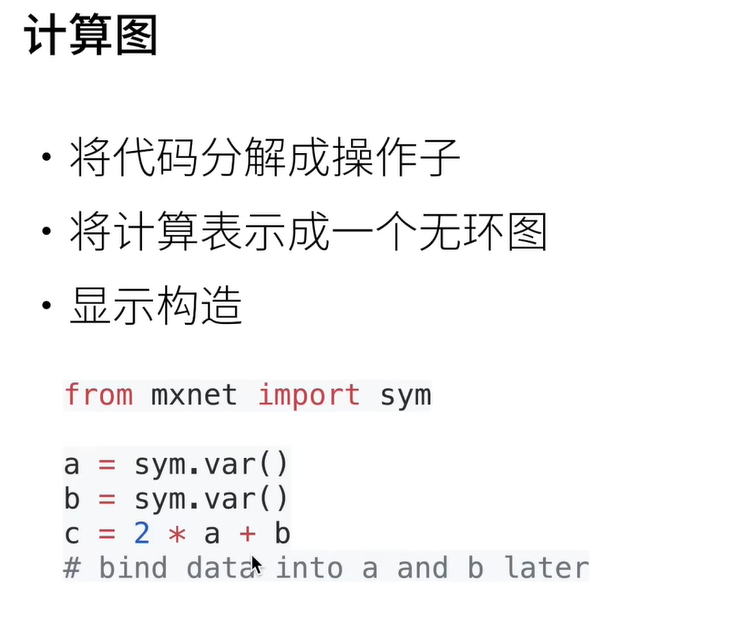 计算图
• 将代码分解成操作子
• 将计算表示成一个无环图
• 显示构造
from mxnet import sym
a = sym.var()
b = sym.var()
c = 2 * a + b
# bind data into a and b later